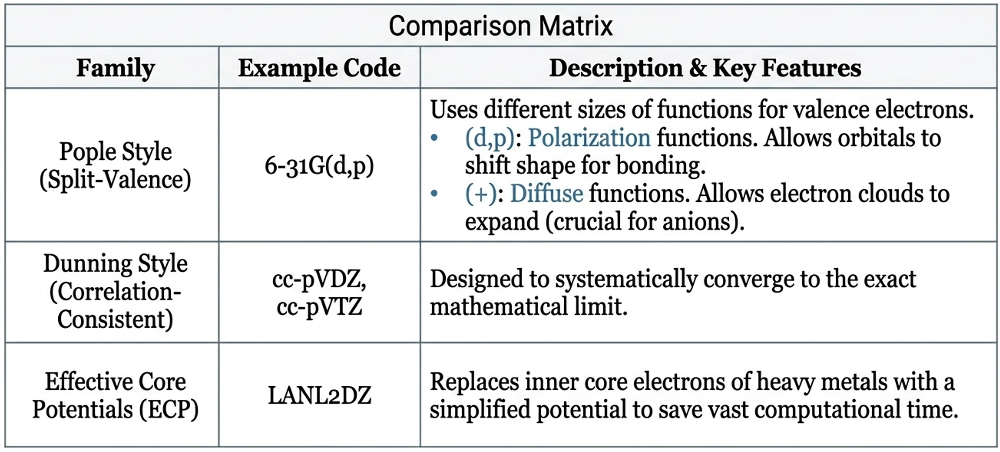 Comparison Matrix
Family
Example Code
Description & Key Features
Pople Style
(Split-Valence)
6-31G(d,p)
Uses different sizes of functions for valence electrons.
• (d,p): Polarization functions. Allows orbitals to
shift shape for bonding.
• (+): Diffuse functions. Allows electron clouds to
expand (crucial for anions).
Dunning Style
(Correlation-
Consistent)
cc-pVDZ,
cc-pVTZ
Designed to systematically converge to the exact
mathematical limit.
Effective Core
Potentials (ECP)
LANL2DZ
Replaces inner core electrons of heavy metals with a
simplified potential to save vast computational time.